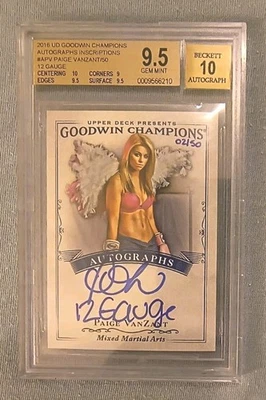 2016 UD GOODWIN CHAMPIONS
AUTOGRAPHS INSCRIPTIONS
#APV PAIGE VANZANT/50
12 GAUGE
CENTERING 10 CORNERS 9
EDGES 9.5 SURFACE 9.5
9.5
GEM MINT
0009566210
BECKETT
10
AUTOGRAPH
UPPER DECK PRESENTS
GOODWIN CHAMPIONS
02/50
AUTOGRAPHS
12 Gauge
PAIGE VANZANT
Mixed Martial Arts